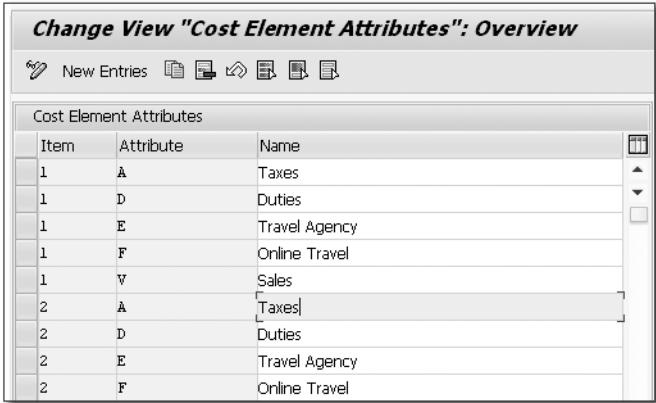 Change View "Cost Element Attributes": Overview
New Entries
Cost Element Attributes
Item Attribute Name
1 A Taxes
1 D Duties
1 E Travel Agency
1 F Online Travel
1 V Sales
2 A Taxes
2 D Duties
2 E Travel Agency
2 F Online Travel